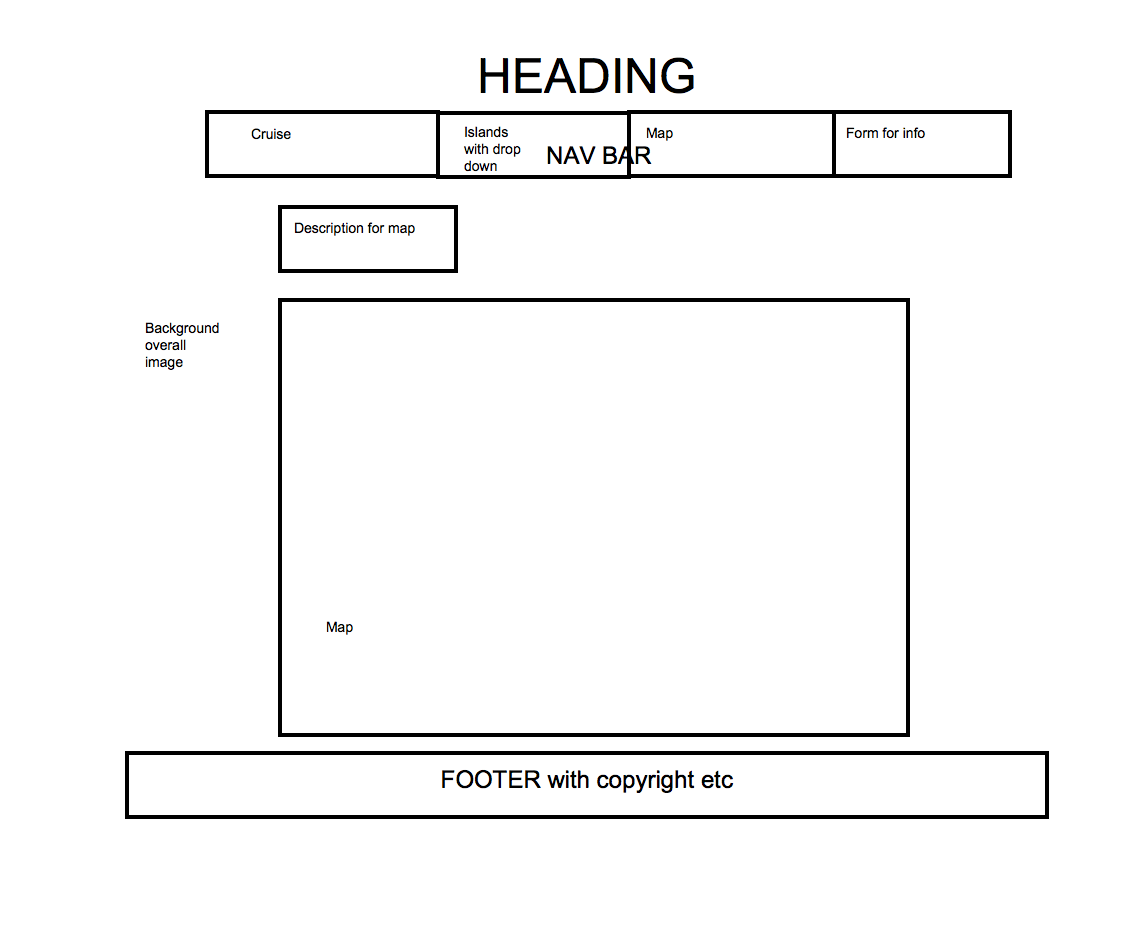 HEADING
Cruise
Islands
with drop
down
NAV BAR
Map
Form for info
Description for map
Background
overall
image
Map
FOOTER with copyright etc